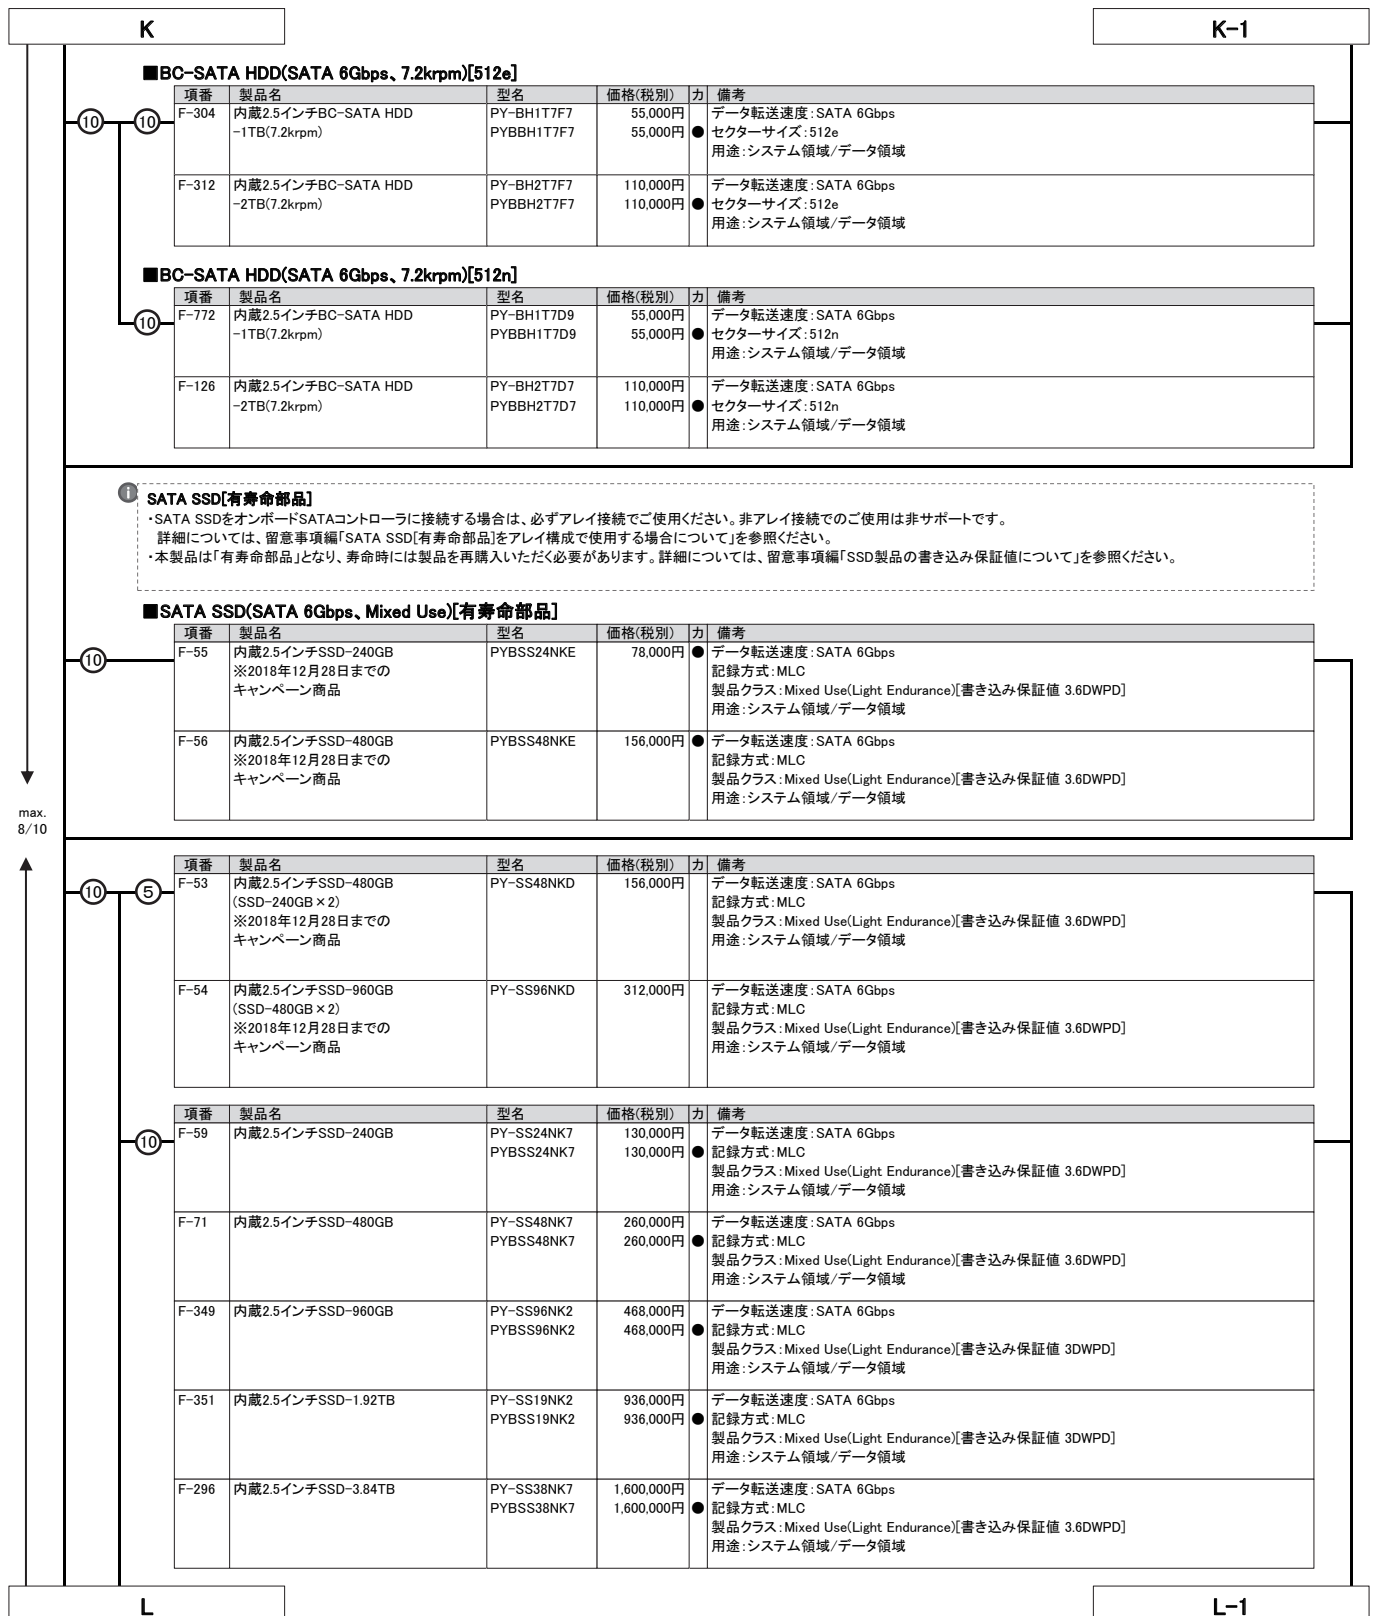 K
K-1
■BC-SATA HDD(SATA 6Gbps、7.2krpm)[512e]
項番 製品名 型名 価格(税別) カ 備考
⑩ ⑩ F-304 内蔵2.5インチBC-SATA HDD PY-BH1T7F7 55,000円 データ転送速度:SATA 6Gbps
-1TB(7.2krpm) PYBBH1T7F7 55,000円 ● セクターサイズ:512e
用途:システム領域/データ領域
F-312 内蔵2.5インチBC-SATA HDD PY-BH2T7F7 110,000円 データ転送速度:SATA 6Gbps
-2TB(7.2krpm) PYBBH2T7F7 110,000円 ● セクターサイズ:512e
用途:システム領域/データ領域
■BC-SATA HDD(SATA 6Gbps、7.2krpm)[512n]
項番 製品名 型名 価格(税別) カ 備考
⑩ F-772 内蔵2.5インチBC-SATA HDD PY-BH1T7D9 55,000円 データ転送速度:SATA 6Gbps
-1TB(7.2krpm) PYBBH1T7D9 55,000円 ● セクターサイズ:512n
用途:システム領域/データ領域
F-126 内蔵2.5インチBC-SATA HDD PY-BH2T7D7 110,000円 データ転送速度:SATA 6Gbps
-2TB(7.2krpm) PYBBH2T7D7 110,000円 ● セクターサイズ:512n
用途:システム領域/データ領域
i SATA SSD[有寿命部品]
・SATA SSDをオンボードSATAコントローラに接続する場合は、必ずアレイ接続でご使用ください。非アレイ接続でのご使用は非サポートです。
詳細については、留意事項編「SATA SSD[有寿命部品]をアレイ構成で使用する場合について」を参照ください。
・本製品は「有寿命部品」となり、寿命時には製品を再購入いただく必要があります。詳細については、留意事項編「SSD製品の書き込み保証値について」を参照ください。
■SATA SSD(SATA 6Gbps、Mixed Use)[有寿命部品]
項番 製品名 型名 価格(税別) カ 備考
⑩ F-55 内蔵2.5インチSSD-240GB PYBSS24NKE 78,000円 ● データ転送速度:SATA 6Gbps
※2018年12月28日までの 記録方式:MLC
キャンペーン商品 製品クラス:Mixed Use(Light Endurance)[書き込み保証値 3.6DWPD]
用途:システム領域/データ領域
F-56 内蔵2.5インチSSD-480GB PYBSS48NKE 156,000円 ● データ転送速度:SATA 6Gbps
※2018年12月28日までの 記録方式:MLC
キャンペーン商品 製品クラス:Mixed Use(Light Endurance)[書き込み保証値 3.6DWPD]
用途:システム領域/データ領域
max.
8/10
項番 製品名 型名 価格(税別) カ 備考
⑩ ⑤ F-53 内蔵2.5インチSSD-480GB PY-SS48NKD 156,000円 データ転送速度:SATA 6Gbps
(SSD-240GB×2) 記録方式:MLC
※2018年12月28日までの 製品クラス:Mixed Use(Light Endurance)[書き込み保証値 3.6DWPD]
キャンペーン商品 用途:システム領域/データ領域
F-54 内蔵2.5インチSSD-960GB PY-SS96NKD 312,000円 データ転送速度:SATA 6Gbps
(SSD-480GB×2) 記録方式:MLC
※2018年12月28日までの 製品クラス:Mixed Use(Light Endurance)[書き込み保証値 3.6DWPD]
キャンペーン商品 用途:システム領域/データ領域
項番 製品名 型名 価格(税別) カ 備考
⑩ F-59 内蔵2.5インチSSD-240GB PY-SS24NK7 130,000円 データ転送速度:SATA 6Gbps
PYBSS24NK7 130,000円 ● 記録方式:MLC
製品クラス:Mixed Use(Light Endurance)[書き込み保証値 3.6DWPD]
用途:システム領域/データ領域
F-71 内蔵2.5インチSSD-480GB PY-SS48NK7 260,000円 データ転送速度:SATA 6Gbps
PYBSS48NK7 260,000円 ● 記録方式:MLC
製品クラス:Mixed Use(Light Endurance)[書き込み保証値 3.6DWPD]
用途:システム領域/データ領域
F-349 内蔵2.5インチSSD-960GB PY-SS96NK2 468,000円 データ転送速度:SATA 6Gbps
PYBSS96NK2 468,000円 ● 記録方式:MLC
製品クラス:Mixed Use(Light Endurance)[書き込み保証値 3DWPD]
用途:システム領域/データ領域
F-351 内蔵2.5インチSSD-1.92TB PY-SS19NK2 936,000円 データ転送速度:SATA 6Gbps
PYBSS19NK2 936,000円 ● 記録方式:MLC
製品クラス:Mixed Use(Light Endurance)[書き込み保証値 3DWPD]
用途:システム領域/データ領域
F-296 内蔵2.5インチSSD-3.84TB PY-SS38NK7 1,600,000円 データ転送速度:SATA 6Gbps
PYBSS38NK7 1,600,000円 ● 記録方式:MLC
製品クラス:Mixed Use(Light Endurance)[書き込み保証値 3.6DWPD]
用途:システム領域/データ領域
L
L-1